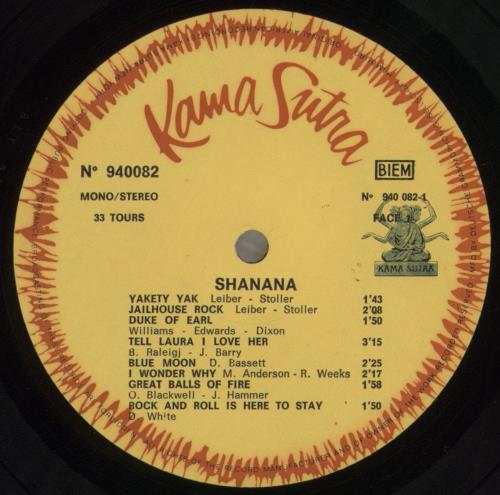 Kama Sutra
N° 940082
BIEM
MONO/STEREO
N° 940 082-1
33 TOURS
FACE 1
KAMA SUTRA
SHANANA
YAKETY YAK Leiber - Stoller 1'43
JAILHOUSE ROCK Leiber - Stoller 2'08
DUKE OF EARL 1'50
Williams - Edwards - Dixon
TELL LAURA I LOVE HER 3'15
B. Raleigj - J. Barry
BLUE MOON D. Bassett 2'25
I WONDER WHY M. Anderson - R. Weeks 2'17
GREAT BALLS OF FIRE 1'58
O. Blackwell - J. Hammer
ROCK AND ROLL IS HERE TO STAY 1'50
D. White